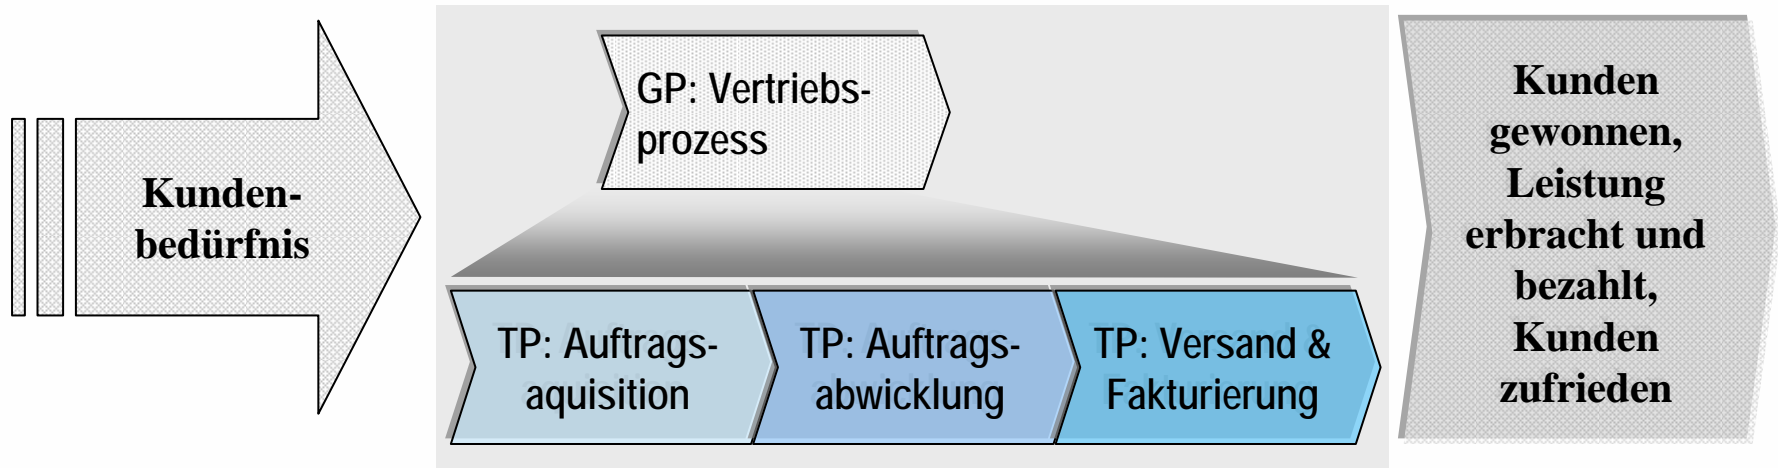 Kunden-
bedürfnis
GP: Vertriebs-
prozess
TP: Auftrags-
aquisition
TP: Auftrags-
abwicklung
TP: Versand &
Fakturierung
Kunden
gewonnen,
Leistung
erbracht und
bezahlt,
Kunden
zufrieden